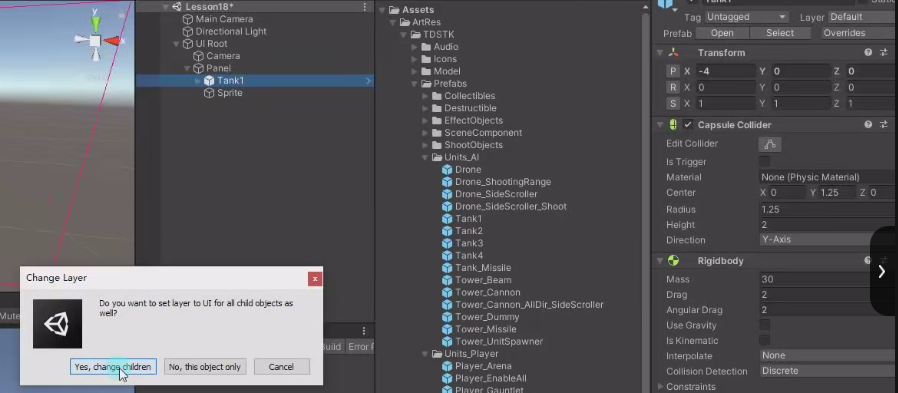 y
x
Lesson18*
Main Camera
Directional Light
UI Root
Camera
Panel
Tank1
Sprite
Assets
ArtRes
TDSTK
Audio
Icons
Model
Prefabs
Collectibles
Destructible
EffectObjects
SceneComponent
ShootObjects
Units_AI
Drone
Drone_ShootingRange
Drone_SideScroller
Drone_SideScroller_Shoot
Tank1
Tank2
Tank3
Tank4
Tank_Missile
Tower_Beam
Tower_Cannon
Tower_Cannon_AllDir_SideScroller
Tower_Dummy
Tower_Missile
Tower_UnitSpawner
Units_Player
Player_Arena
Player_EnableAll
Player_Gauntlet
Tank1
Tag Untagged Layer Default
Prefab Open Select
Transform
P X -4 Y 0 Z 0
R X 0 Y 0 Z 0
S X 1 Y 1 Z 1
Capsule Collider
Edit Collider
Is Trigger
Material None (Physic Material)
Center X 0 Y 1.25 Z 0
Radius 1.25
Height 2
Direction Y-Axis
Rigidbody
Mass 30
Drag 2
Angular Drag 2
Use Gravity
Is Kinematic
Interpolate None
Collision Detection Discrete
Constraints
Change Layer
x
Do you want to set layer to UI for all child objects as
well?
Yes, change children No, this object only Cancel
Mute
Build Error P